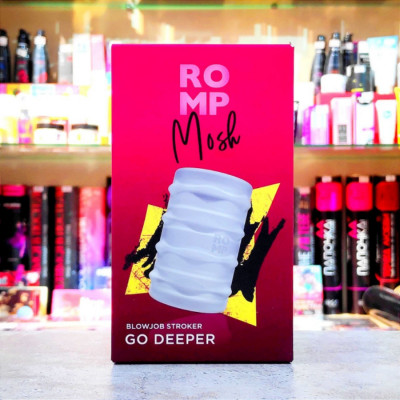 RO
MP
Mosh
BLOWJOB STROKER
GO DEEPER